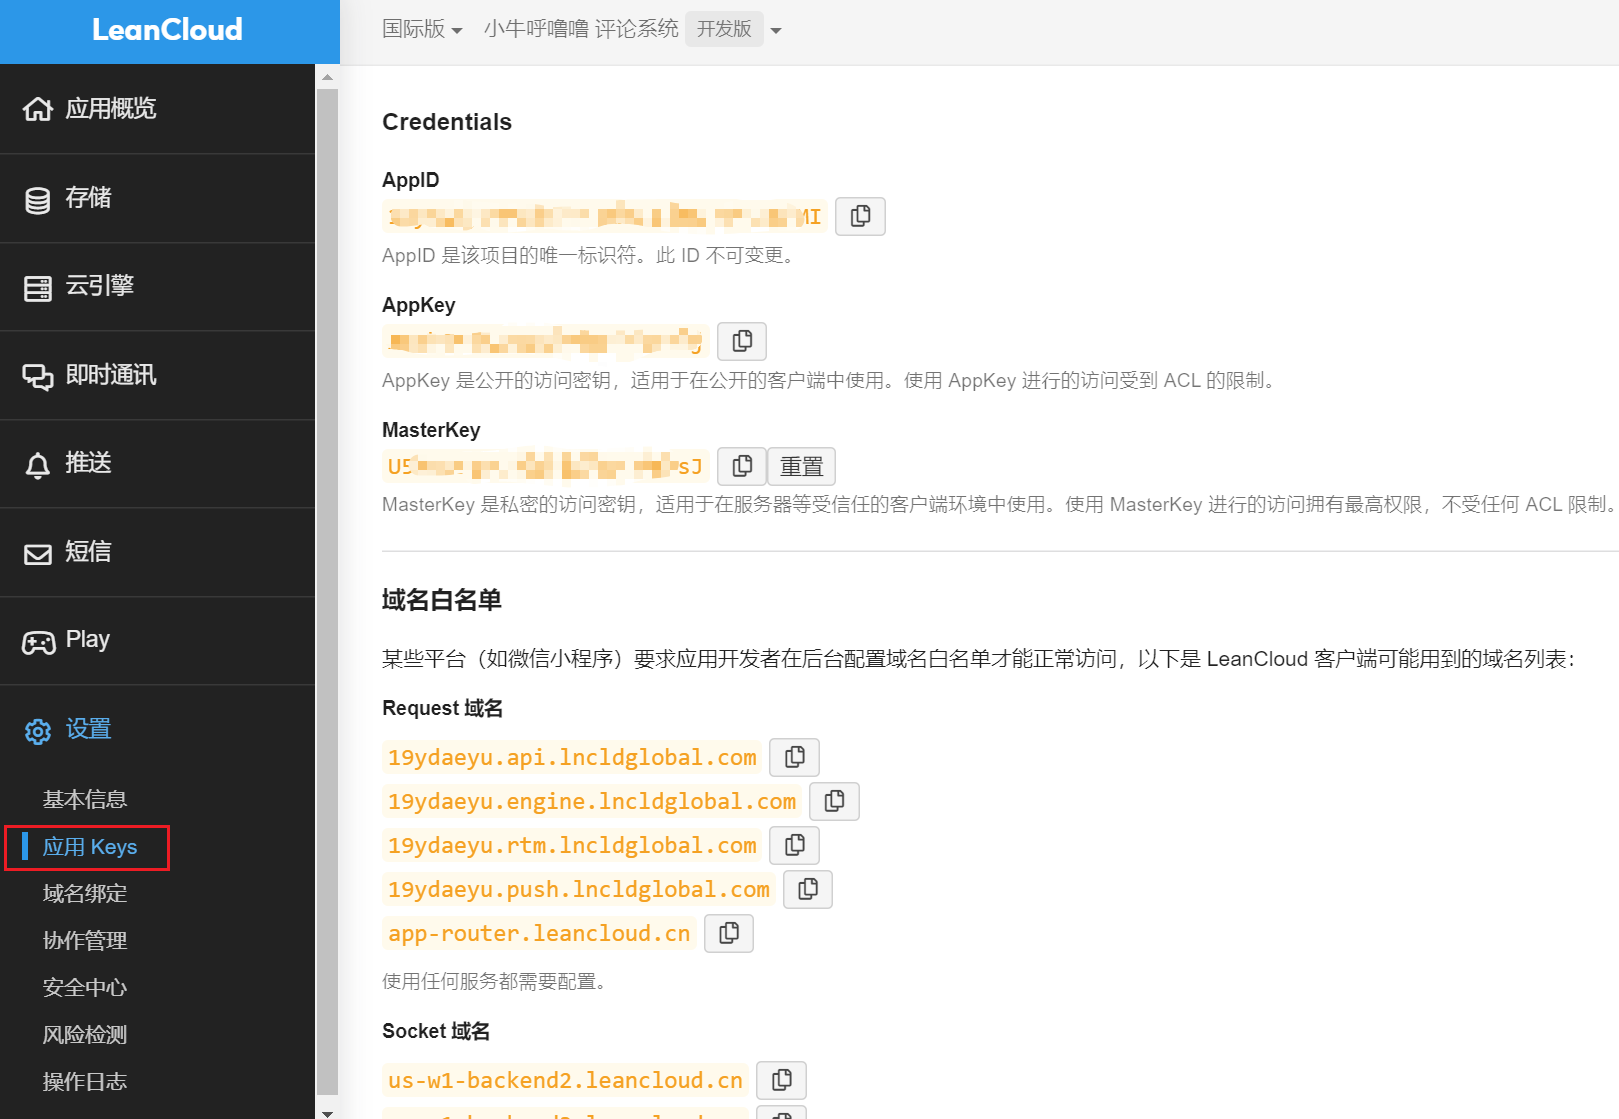 LeanCloud
国际版
小牛呼噜噜 评论系统
开发版
应用概览
存储
云引擎
即时通讯
推送
短信
Play
设置
基本信息
应用 Keys
域名绑定
协作管理
安全中心
风险检测
操作日志
Credentials
AppID
AppID 是该项目的唯一标识符。此 ID 不可变更。
AppKey
AppKey 是公开的访问密钥，适用于在公开的客户端中使用。使用 AppKey 进行的访问受到 ACL 的限制。
MasterKey
重置
MasterKey 是私密的访问密钥，适用于在服务器等受信任的客户端环境中使用。使用 MasterKey 进行的访问拥有最高权限，不受任何 ACL 限制。
域名白名单
某些平台（如微信小程序）要求应用开发者在后台配置域名白名单才能正常访问，以下是 LeanCloud 客户端可能用到的域名列表：
Request 域名
19ydaeyu.api.lncldglobal.com
19ydaeyu.engine.lncldglobal.com
19ydaeyu.rtm.lncldglobal.com
19ydaeyu.push.lncldglobal.com
app-router.leancloud.cn
使用任何服务都需要配置。
Socket 域名
us-w1-backend2.leancloud.cn